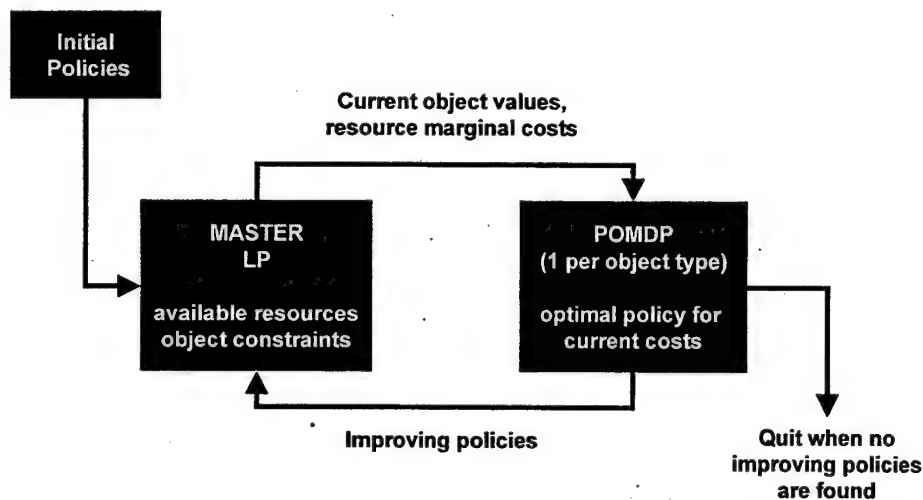 Initial
Policies
Current object values,
resource marginal costs
MASTER
LP
available resources
object constraints
POMDP
(1 per object type)
optimal policy for
current costs
Improving policies
Quit when no
improving policies
are found